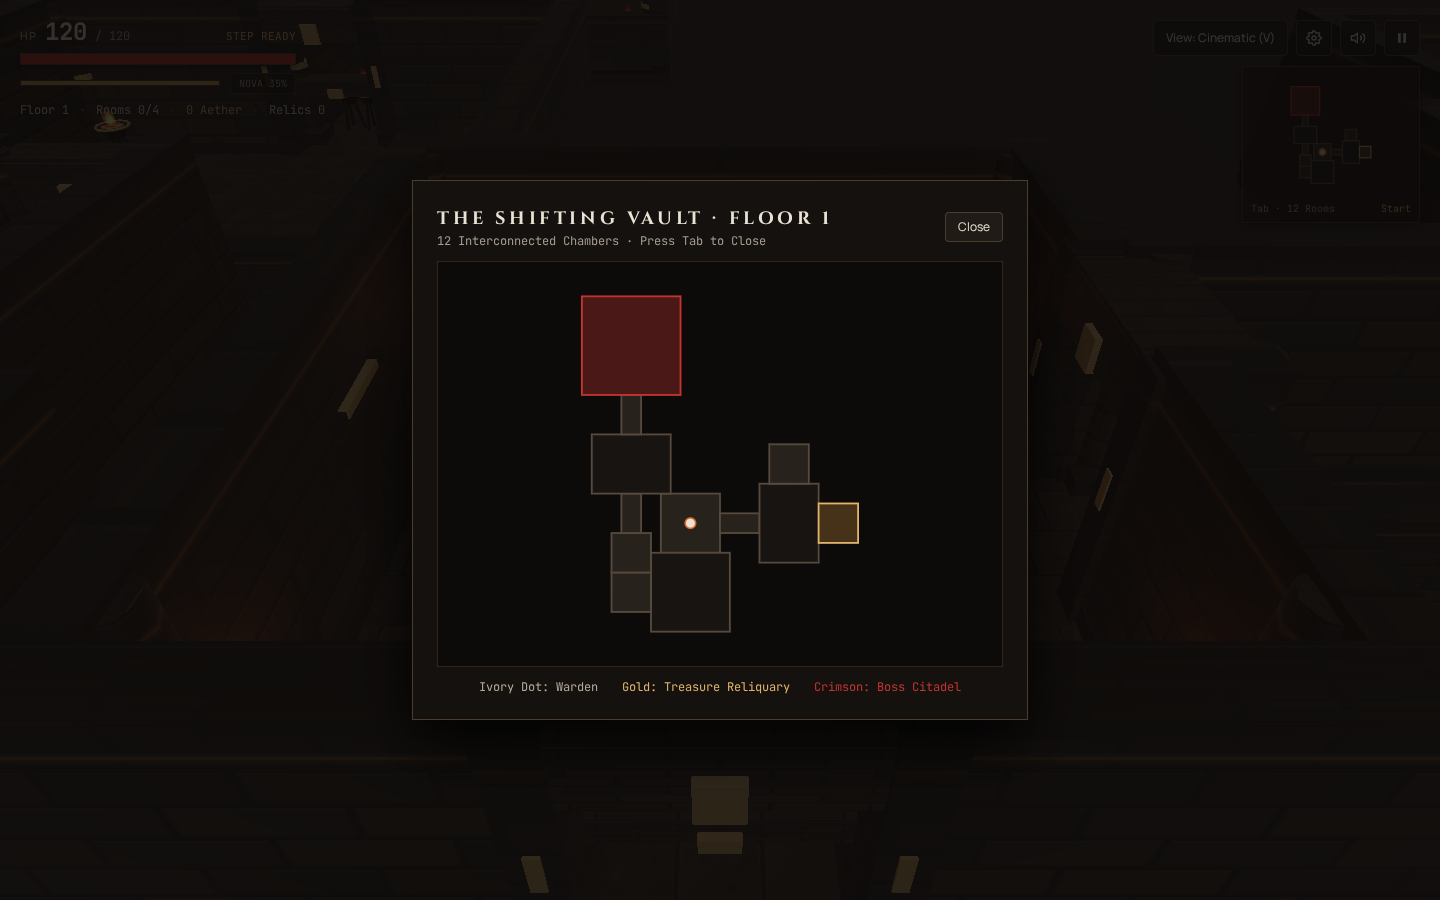 HP 120 / 120 STEP READY
NOVA 35%
Floor 1 · Rooms 0/4 · 0 Aether · Relics 0
View: Cinematic (V)
Tab · 12 Rooms Start
THE SHIFTING VAULT · FLOOR 1
12 Interconnected Chambers · Press Tab to Close
Close
Ivory Dot: Warden Gold: Treasure Reliquary Crimson: Boss Citadel